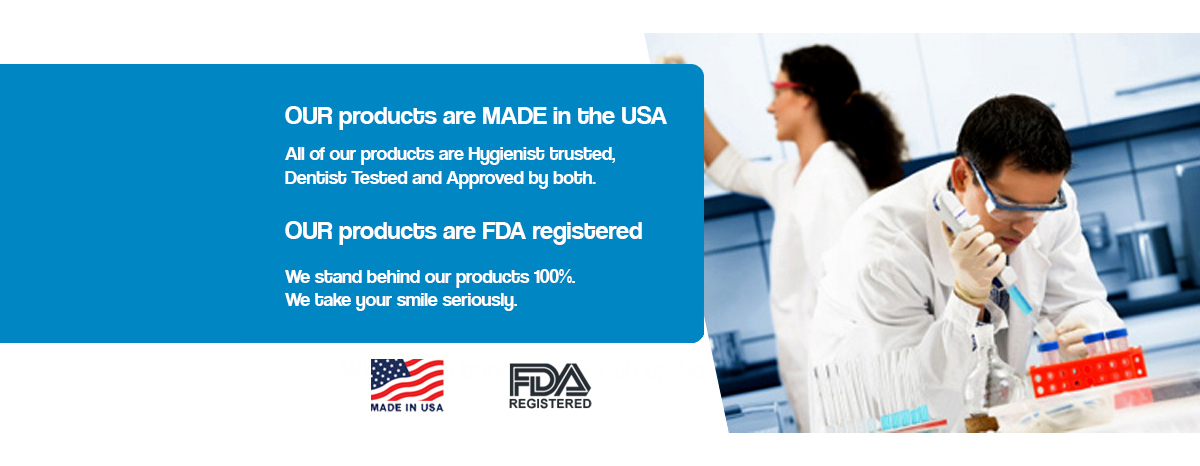 OUR products are MADE in the USA
All of our products are Hygienist trusted,
Dentist Tested and Approved by both.
OUR products are FDA registered
We stand behind our products 100%.
We take your smile seriously.
MADE IN USA
FDA
REGISTERED